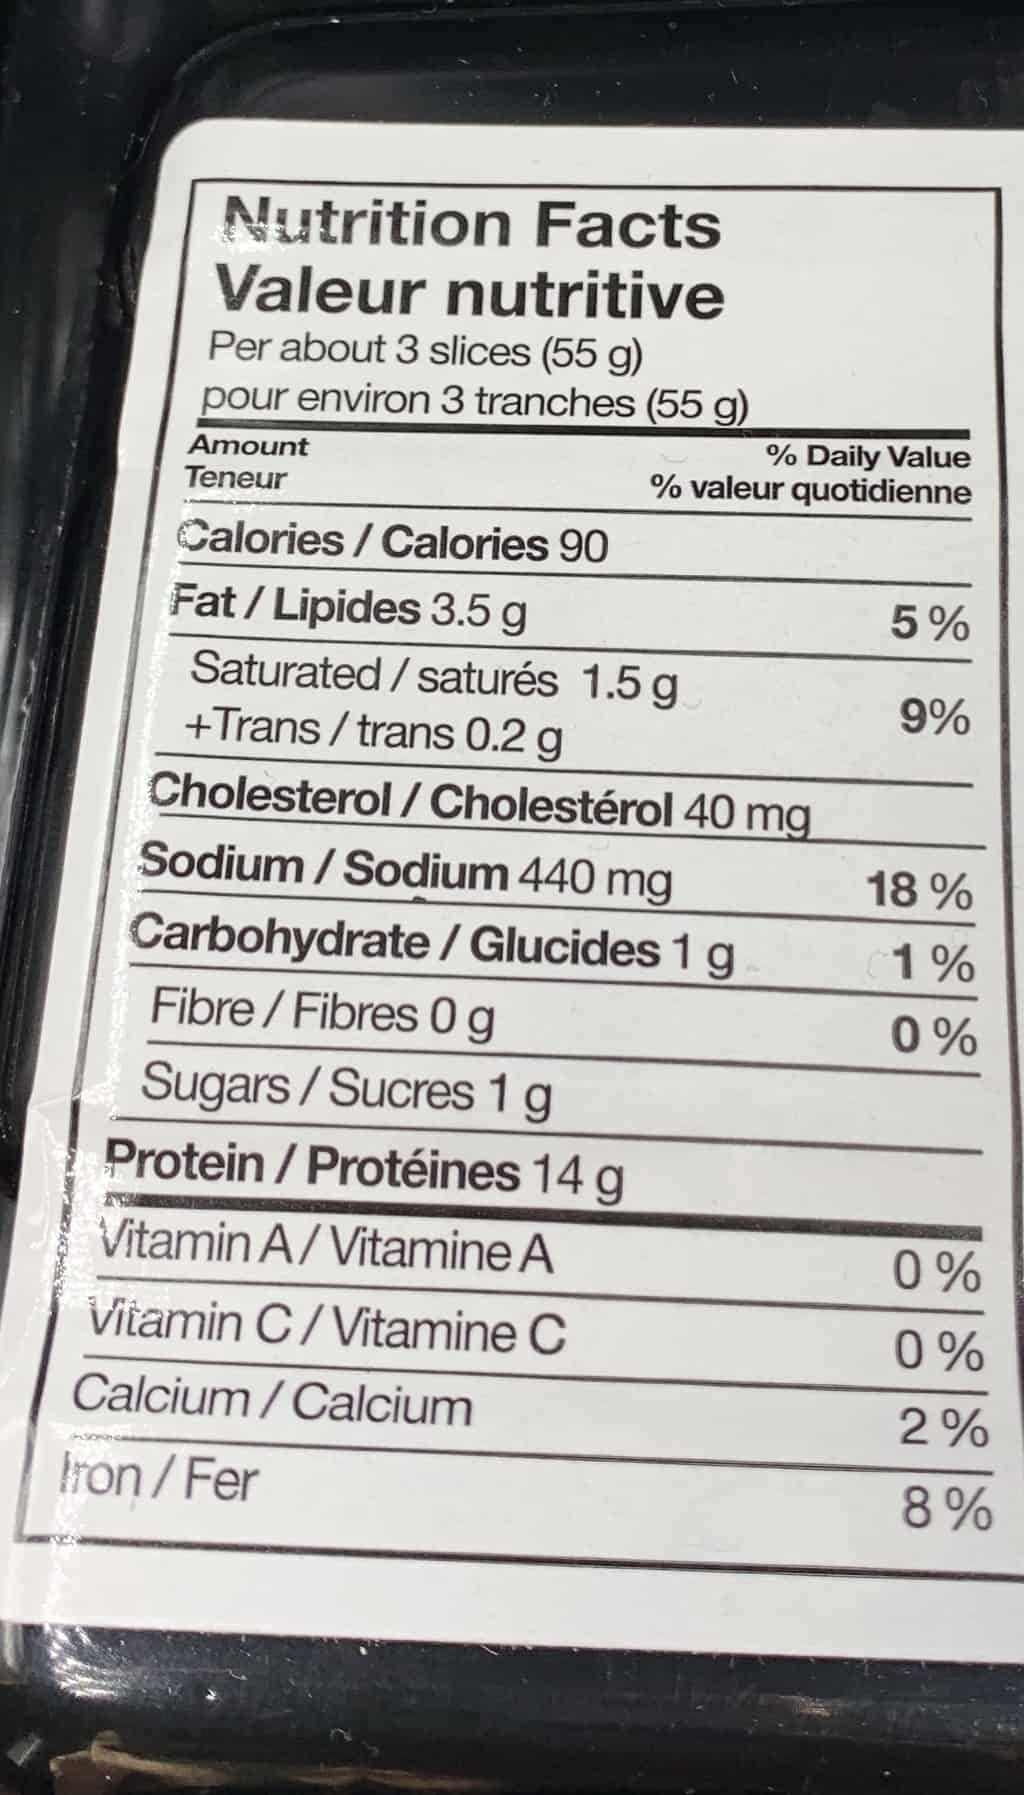 Nutrition Facts
Valeur nutritive
Per about 3 slices (55 g)
pour environ 3 tranches (55 g)
Amount % Daily Value
Teneur % valeur quotidienne
Calories / Calories 90
Fat / Lipides 3.5 g 5 %
Saturated / saturés 1.5 g
+Trans / trans 0.2 g 9%
Cholesterol / Cholestérol 40 mg
Sodium / Sodium 440 mg 18 %
Carbohydrate / Glucides 1 g 1 %
Fibre / Fibres 0 g 0 %
Sugars / Sucres 1 g
Protein / Protéines 14 g
Vitamin A / Vitamine A 0 %
Vitamin C / Vitamine C 0 %
Calcium / Calcium 2 %
Iron / Fer 8 %